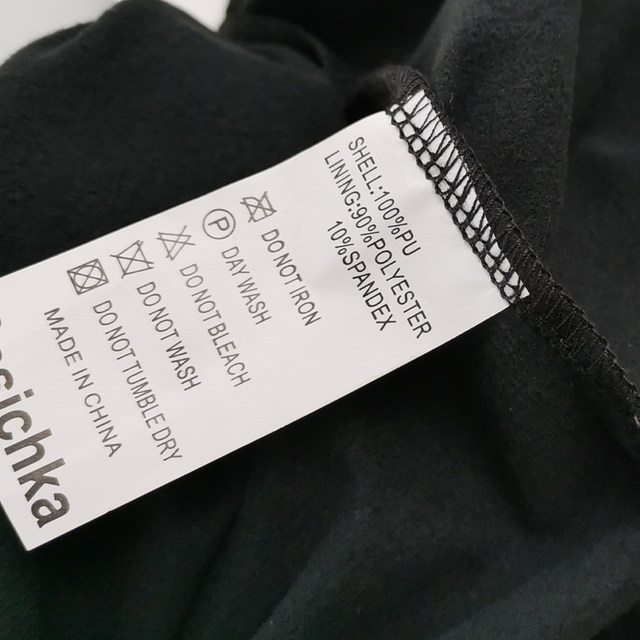 SHELL:100%PU
LINING:90%POLYESTER
10%SPANDEX
DO NOT IRON
P DAY WASH
DO NOT BLEACH
DO NOT WASH
DO NOT TUMBLE DRY
MADE IN CHINA